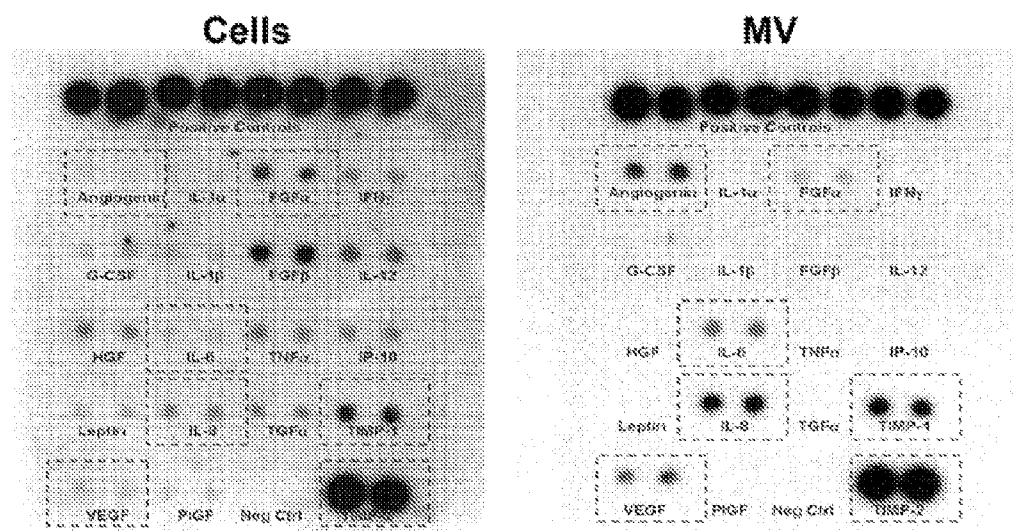 Cells MV
Positive Controls Positive Controls
Angiogenin IL-1α FGFα IFNγ Angiogenin IL-1α FGFα IFNγ
G-CSF IL-1β FGFβ IL-12 G-CSF IL-1β FGFβ IL-12
HGF IL-6 TNFα IP-10 HGF IL-6 TNFα IP-10
Leptin IL-8 TGFα TIMP-1 Leptin IL-8 TGFα TIMP-1
VEGF PlGF Neg Ctrl VEGF PlGF Neg Ctrl TIMP-2